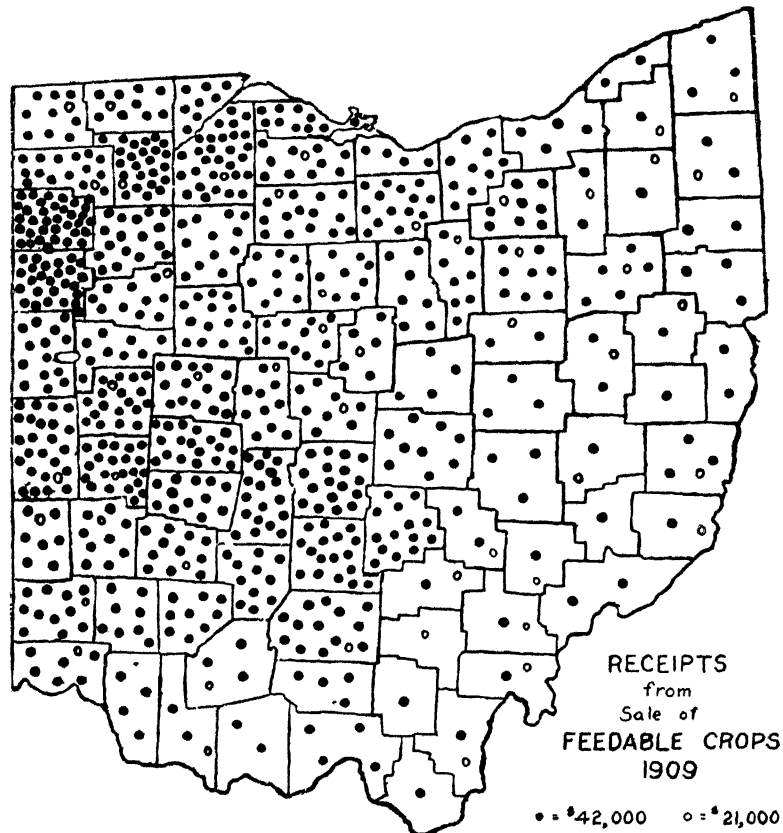 RECEIPTS
from
Sale of
FEEDABLE CROPS
1909
● = $42,000 ○ = $21,000